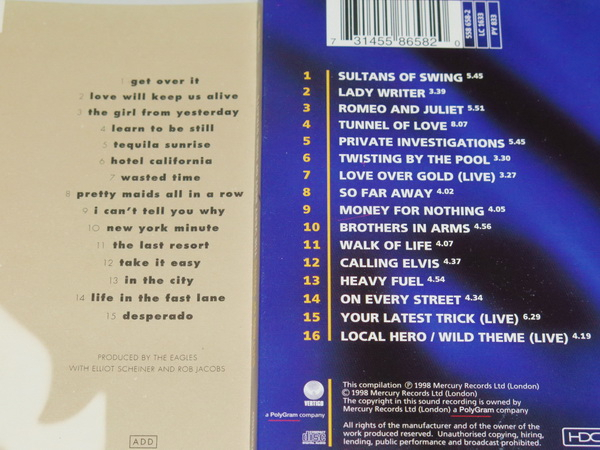 1 get over it
2 love will keep us alive
3 the girl from yesterday
4 learn to be still
5 tequila sunrise
6 hotel california
7 wasted time
8 pretty maids all in a row
9 i can't tell you why
10 new york minute
11 the last resort
12 take it easy
13 in the city
14 life in the fast lane
15 desperado
PRODUCED BY THE EAGLES
WITH ELLIOT SCHEINER AND ROB JACOBS
ADD
7 31455 86582 0
558 658-2
LC 1633
PY 833
1 SULTANS OF SWING 5.45
2 LADY WRITER 3.39
3 ROMEO AND JULIET 5.51
4 TUNNEL OF LOVE 8.07
5 PRIVATE INVESTIGATIONS 5.45
6 TWISTING BY THE POOL 3.30
7 LOVE OVER GOLD (LIVE) 3.27
8 SO FAR AWAY 4.02
9 MONEY FOR NOTHING 4.05
10 BROTHERS IN ARMS 4.56
11 WALK OF LIFE 4.07
12 CALLING ELVIS 4.37
13 HEAVY FUEL 4.54
14 ON EVERY STREET 4.34
15 YOUR LATEST TRICK (LIVE) 6.29
16 LOCAL HERO / WILD THEME (LIVE) 4.19
VERTIGO
a PolyGram company
This compilation ℗ 1998 Mercury Records Ltd (London)
© 1998 Mercury Records Ltd (London)
The copyright in this sound recording is owned by
Mercury Records Ltd (London) a PolyGram company
All rights of the manufacturer and of the owner of the
work produced reserved. Unauthorised copying, hiring,
lending, public performance and broadcast prohibited.
disc
HDC